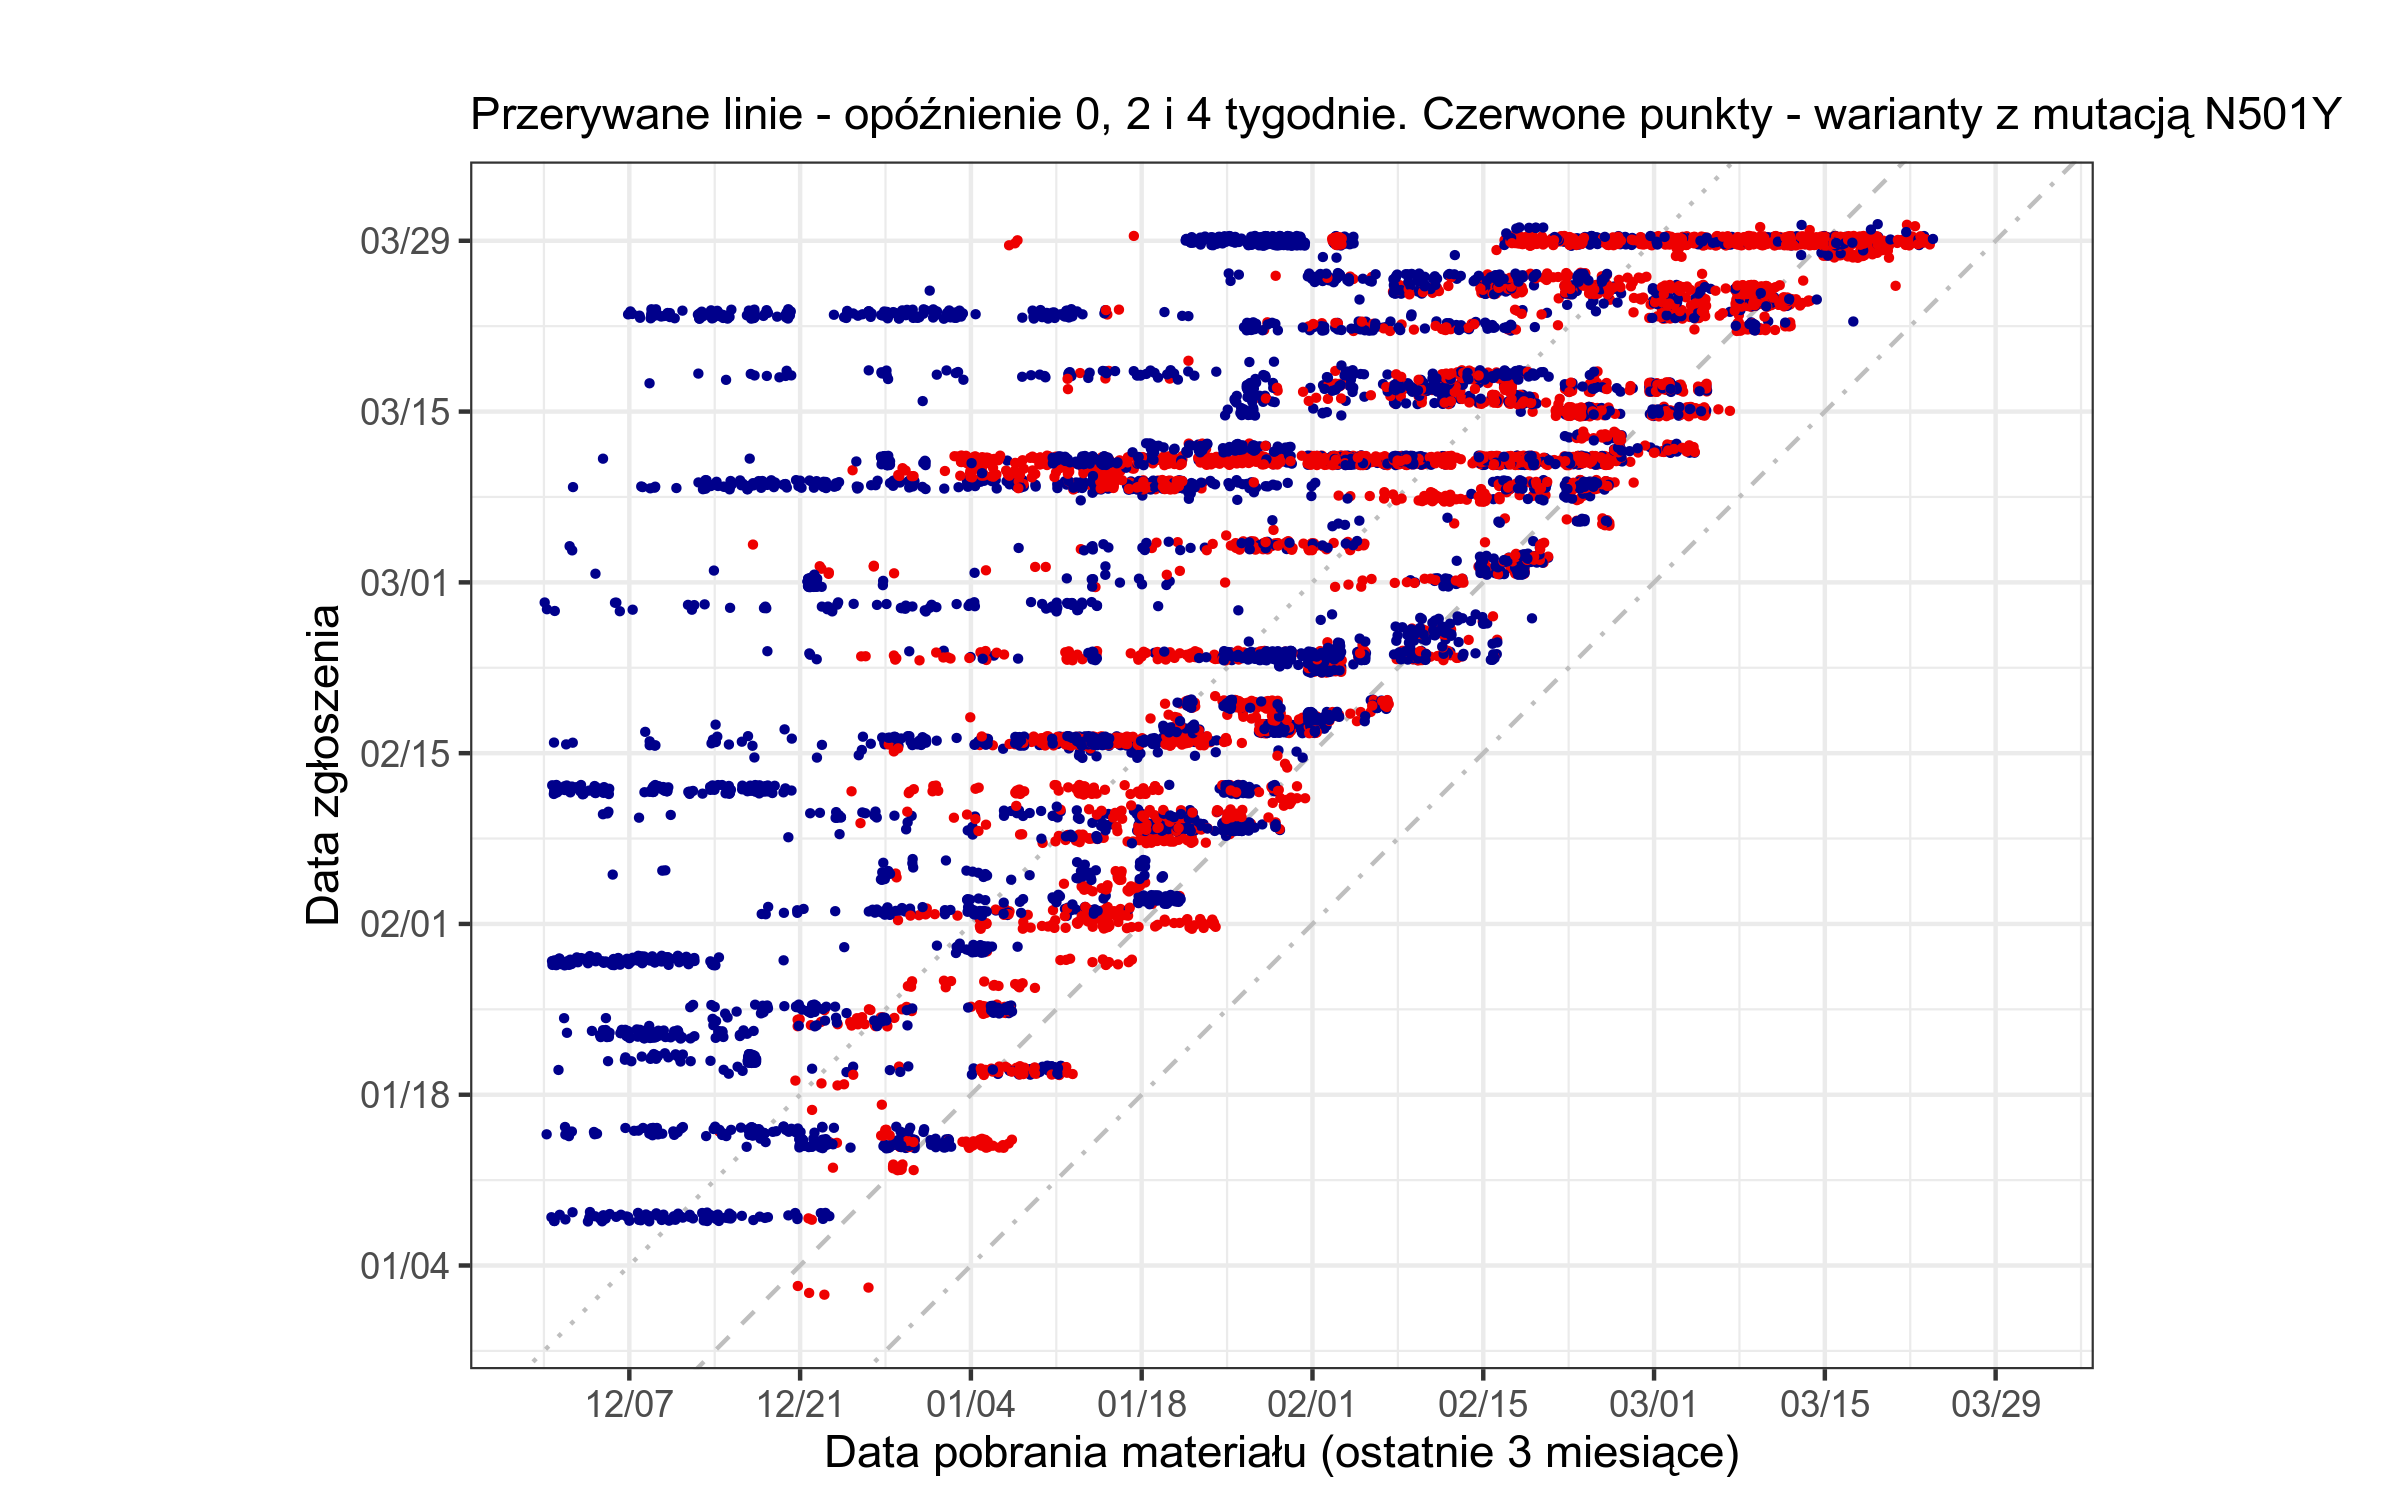 Przerywane linie - opóźnienie 0, 2 i 4 tygodnie. Czerwone punkty - warianty z mutacją N501Y
Data zgłoszenia
03/29
03/15
03/01
02/15
02/01
01/18
01/04
12/07 12/21 01/04 01/18 02/01 02/15 03/01 03/15 03/29
Data pobrania materiału (ostatnie 3 miesiące)